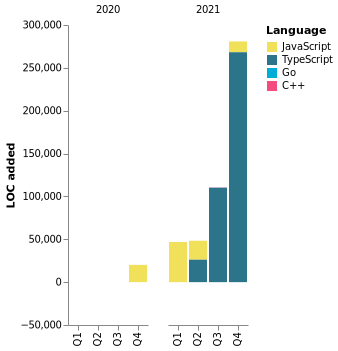 2020 2021
Language
JavaScript
TypeScript
Go
C++
300,000
250,000
200,000
150,000
100,000
50,000
0
−50,000
LOC added
Q1 Q2 Q3 Q4 Q1 Q2 Q3 Q4